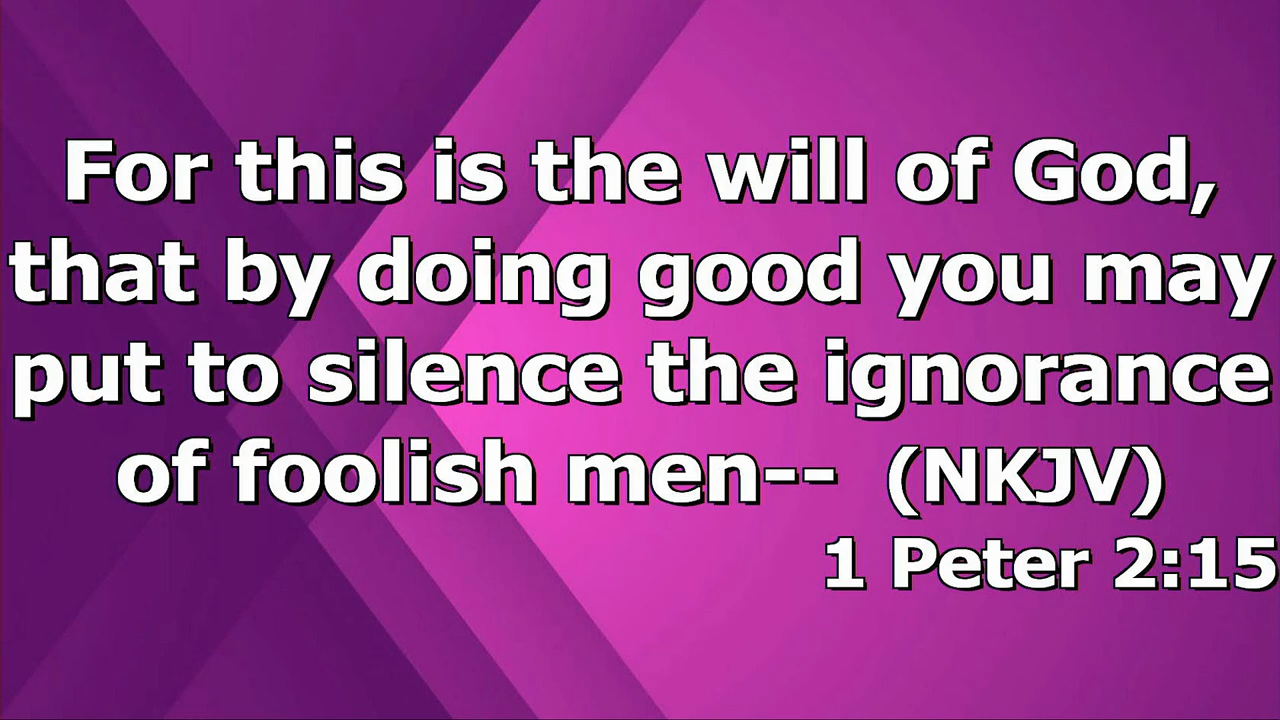 For this is the will of God,
that by doing good you may
put to silence the ignorance
of foolish men-- (NKJV)
1 Peter 2:15